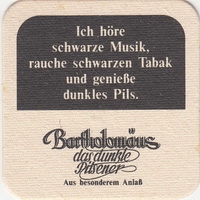 Ich höre
schwarze Musik,
rauche schwarzen Tabak
und genieße
dunkles Pils.
Bartholomäus
das dunkle
Pilsener
Aus besonderem Anlaß